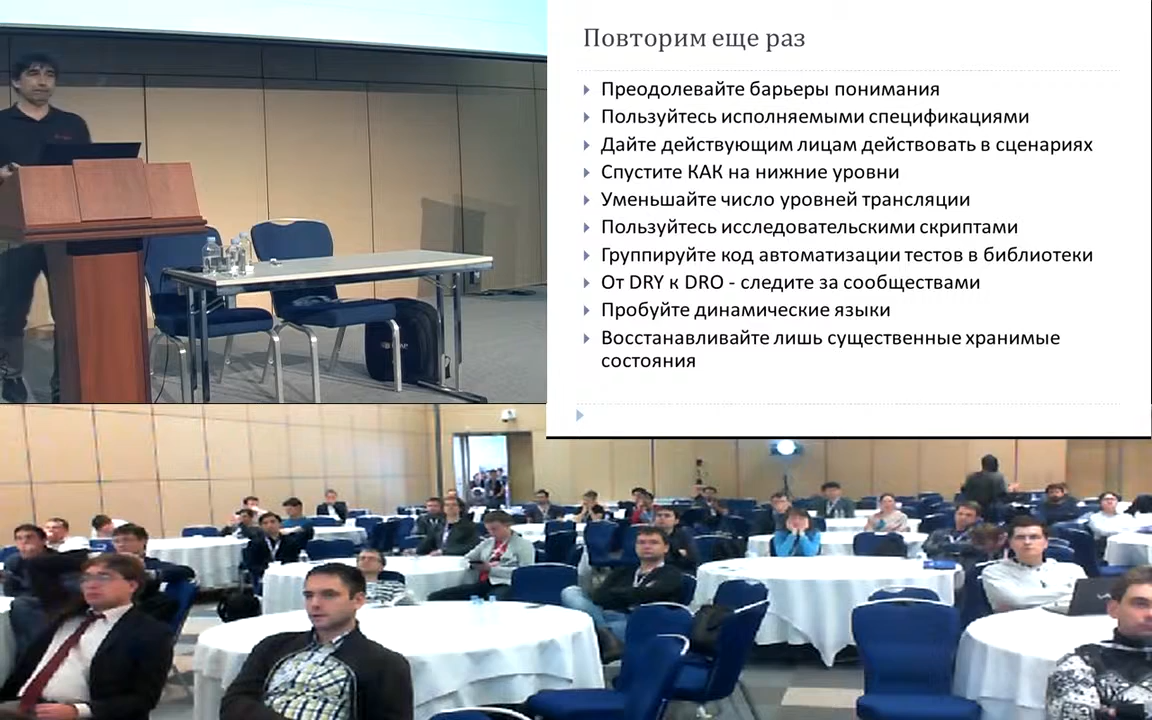 Повторим еще раз
Преодолевайте барьеры понимания
Пользуйтесь исполняемыми спецификациями
Дайте действующим лицам действовать в сценариях
Спустите КАК на нижние уровни
Уменьшайте число уровней трансляции
Пользуйтесь исследовательскими скриптами
Группируйте код автоматизации тестов в библиотеки
От DRY к DRO - следите за сообществами
Пробуйте динамические языки
Восстанавливайте лишь существенные хранимые
состояния